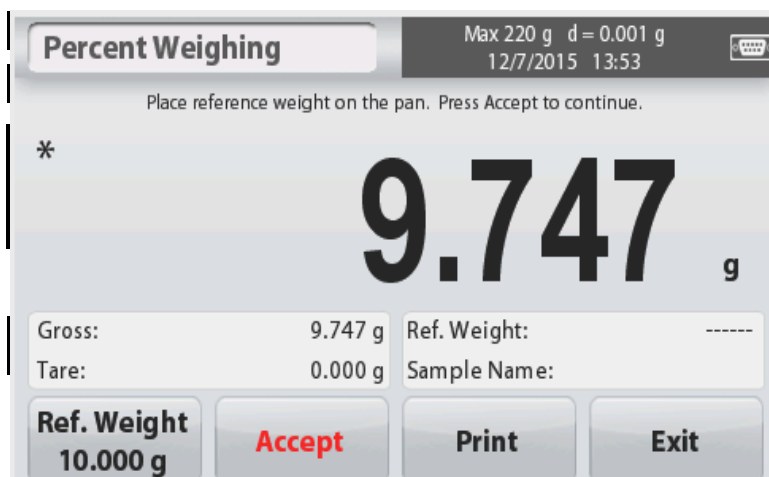 Percent Weighing
Max 220 g d = 0.001 g
12/7/2015 13:53
Place reference weight on the pan. Press Accept to continue.
*
9.747 g
Gross: 9.747 g
Tare: 0.000 g
Ref. Weight: ------
Sample Name:
Ref. Weight
10.000 g
Accept
Print
Exit